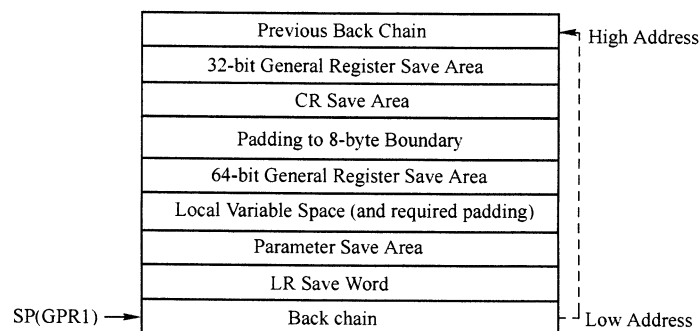 Previous Back Chain
High Address
32-bit General Register Save Area
CR Save Area
Padding to 8-byte Boundary
64-bit General Register Save Area
Local Variable Space (and required padding)
Parameter Save Area
LR Save Word
SP(GPR1)
Back chain
Low Address